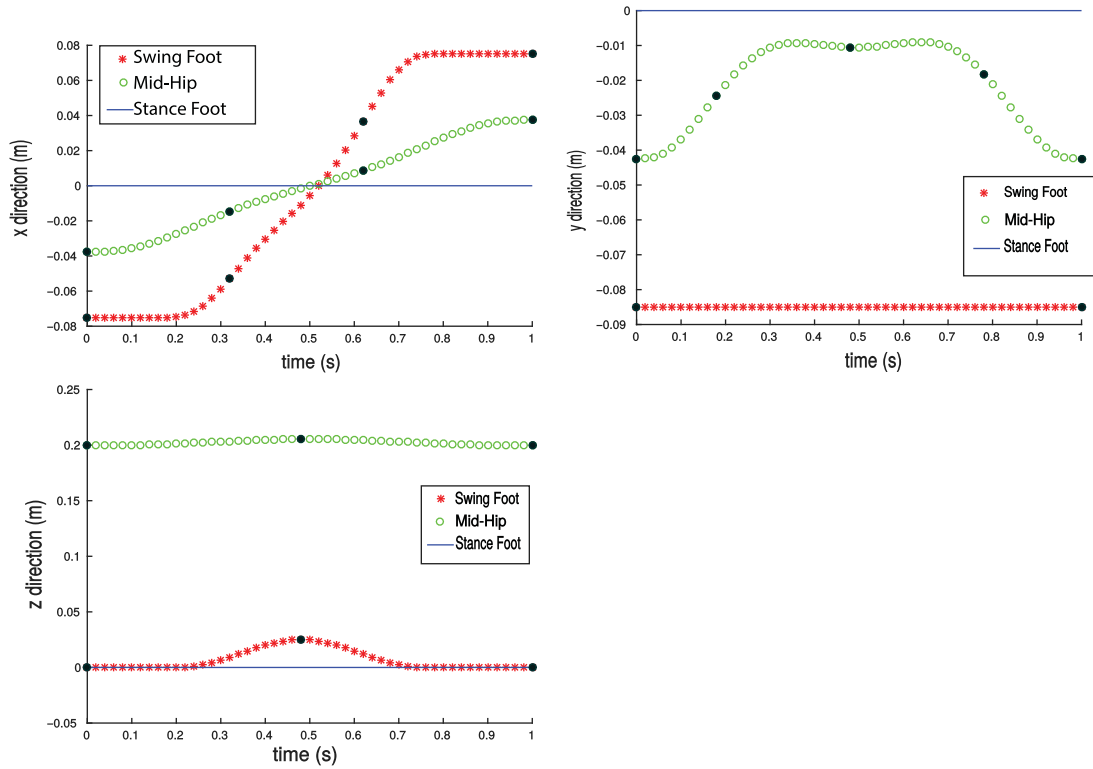 0.08
0.06
0.04
0.02
0
−0.02
−0.04
−0.06
−0.08
x direction (m)
Swing Foot
Mid-Hip
Stance Foot
0 0.1 0.2 0.3 0.4 0.5 0.6 0.7 0.8 0.9 1
time (s)
0
−0.01
−0.02
−0.03
−0.04
−0.05
−0.06
−0.07
−0.08
−0.09
y direction (m)
Swing Foot
Mid-Hip
Stance Foot
0 0.1 0.2 0.3 0.4 0.5 0.6 0.7 0.8 0.9 1
time (s)
0.25
0.2
0.15
0.1
0.05
0
−0.05
z direction (m)
Swing Foot
Mid-Hip
Stance Foot
0 0.1 0.2 0.3 0.4 0.5 0.6 0.7 0.8 0.9 1
time (s)